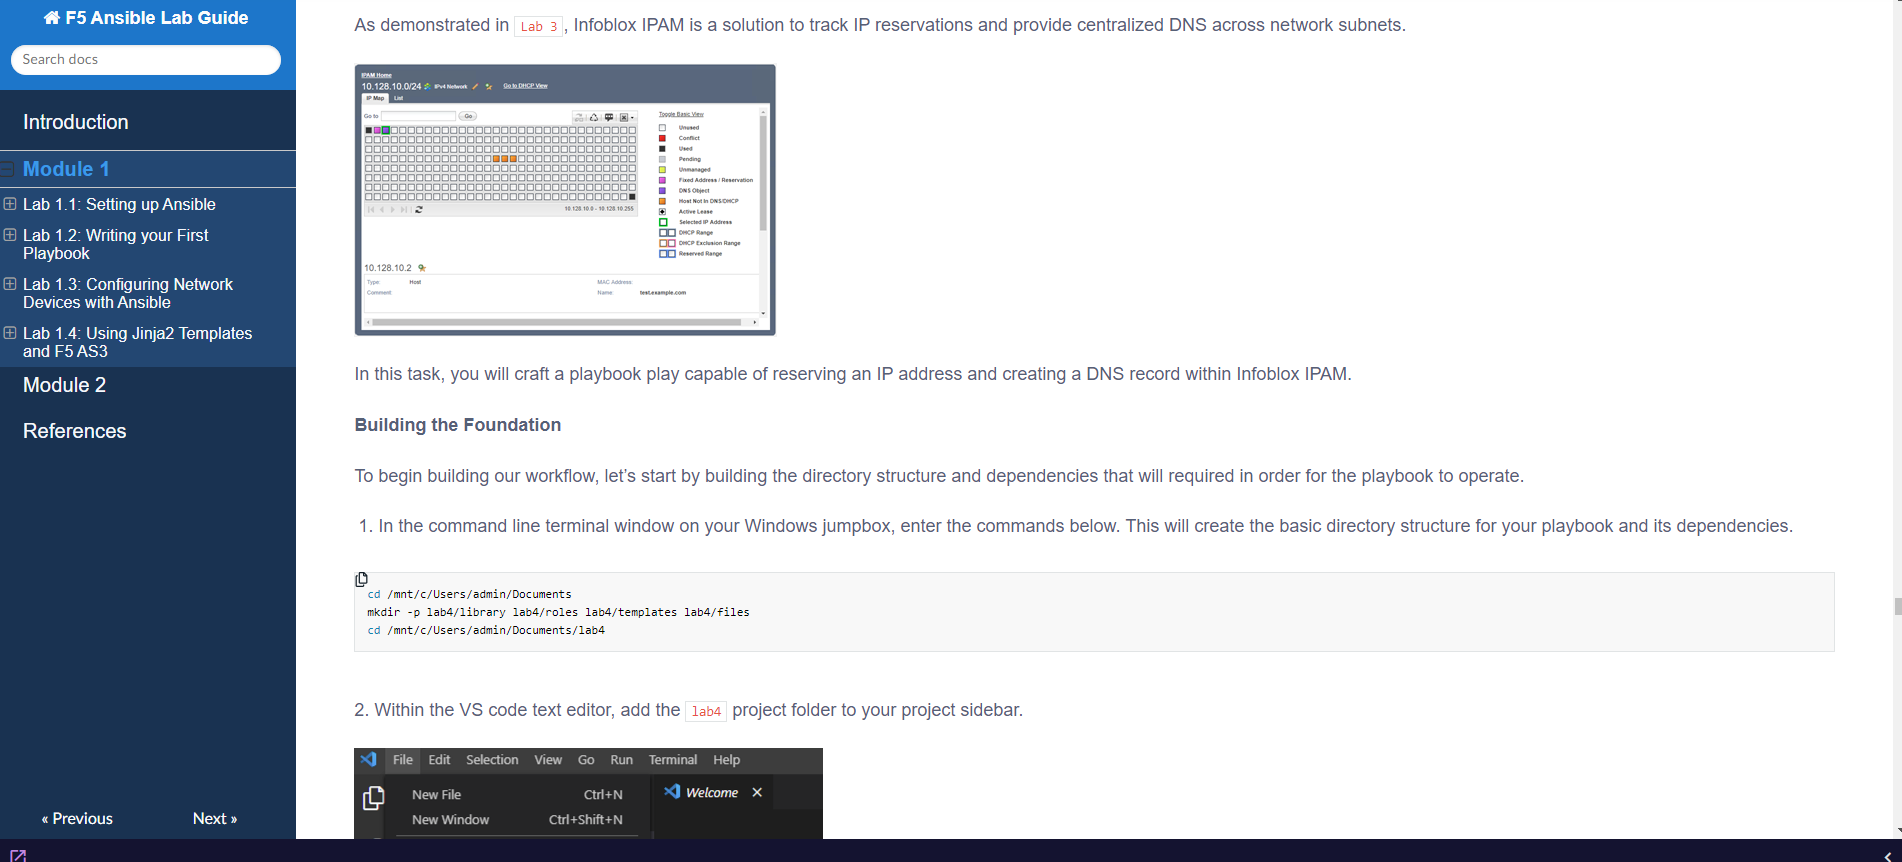 F5 Ansible Lab Guide
Search docs
Introduction
Module 1
Lab 1.1: Setting up Ansible
Lab 1.2: Writing your First
Playbook
Lab 1.3: Configuring Network
Devices with Ansible
Lab 1.4: Using Jinja2 Templates
and F5 AS3
Module 2
References
« Previous
Next »
As demonstrated in Lab 3 , Infoblox IPAM is a solution to track IP reservations and provide centralized DNS across network subnets.
IPAM Home
10.128.10.0/24 IPv4 Network Go to DHCP View
IP Map List
Go to Go
Toggle Basic View
Unused
Conflict
Used
Pending
Unmanaged
Fixed Address / Reservation
DNS Object
Host Not In DNS/DHCP
Active Lease
Selected IP Address
DHCP Range
DHCP Exclusion Range
Reserved Range
10.128.10.0 - 10.128.10.255
10.128.10.2
Type: Host MAC Address:
Comment: Name: test.example.com
In this task, you will craft a playbook play capable of reserving an IP address and creating a DNS record within Infoblox IPAM.
Building the Foundation
To begin building our workflow, let’s start by building the directory structure and dependencies that will required in order for the playbook to operate.
1. In the command line terminal window on your Windows jumpbox, enter the commands below. This will create the basic directory structure for your playbook and its dependencies.
cd /mnt/c/Users/admin/Documents
mkdir -p lab4/library lab4/roles lab4/templates lab4/files
cd /mnt/c/Users/admin/Documents/lab4
2. Within the VS code text editor, add the lab4 project folder to your project sidebar.
File Edit Selection View Go Run Terminal Help
New File Ctrl+N
New Window Ctrl+Shift+N
Welcome